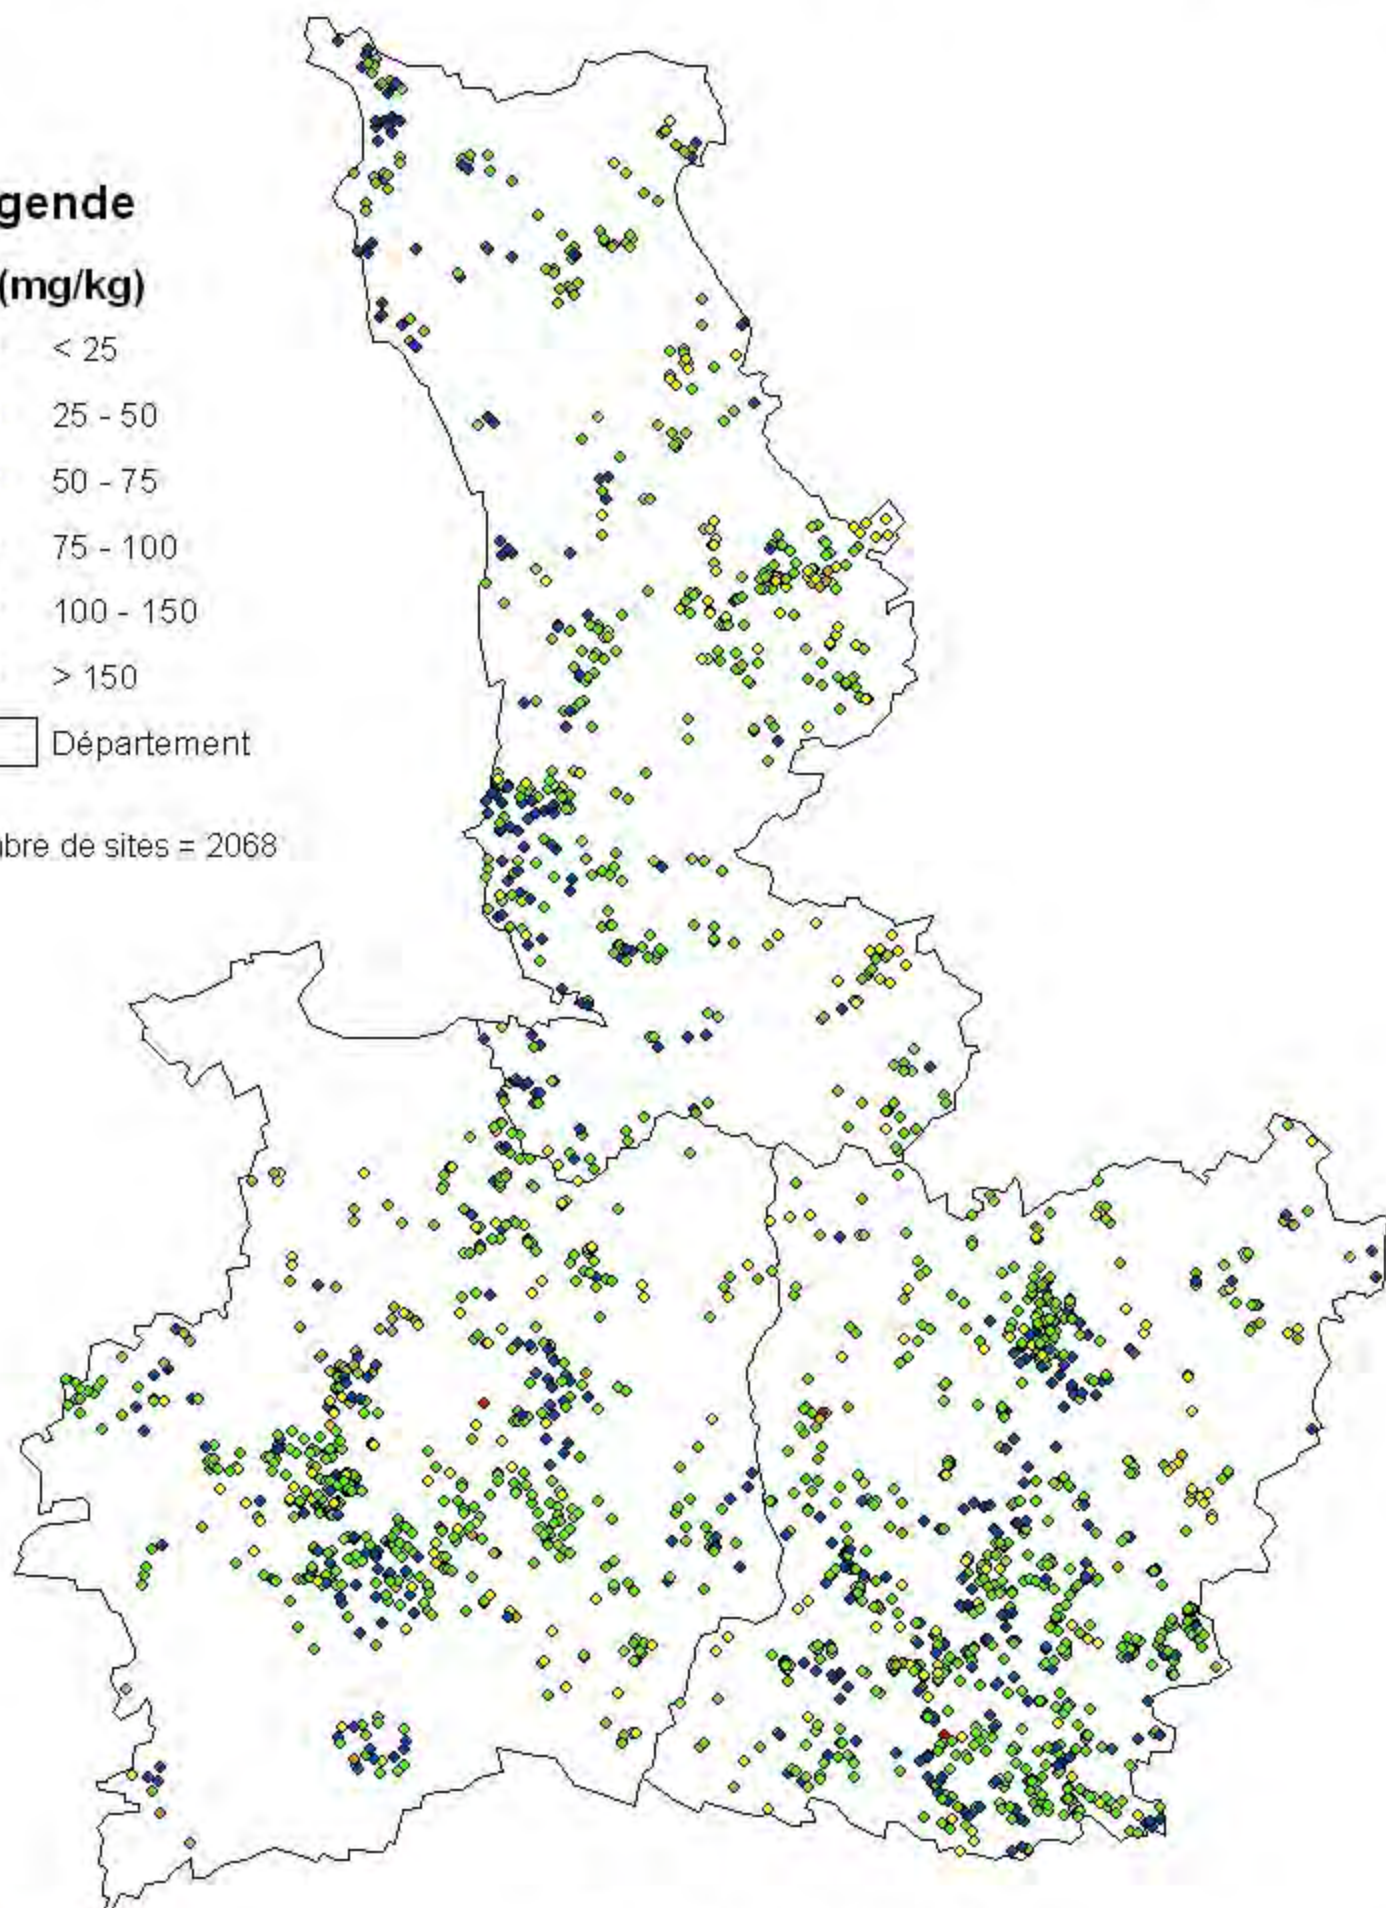 gende
(mg/kg)
< 25
25 - 50
50 - 75
75 - 100
100 - 150
> 150
Département
bre de sites = 2068